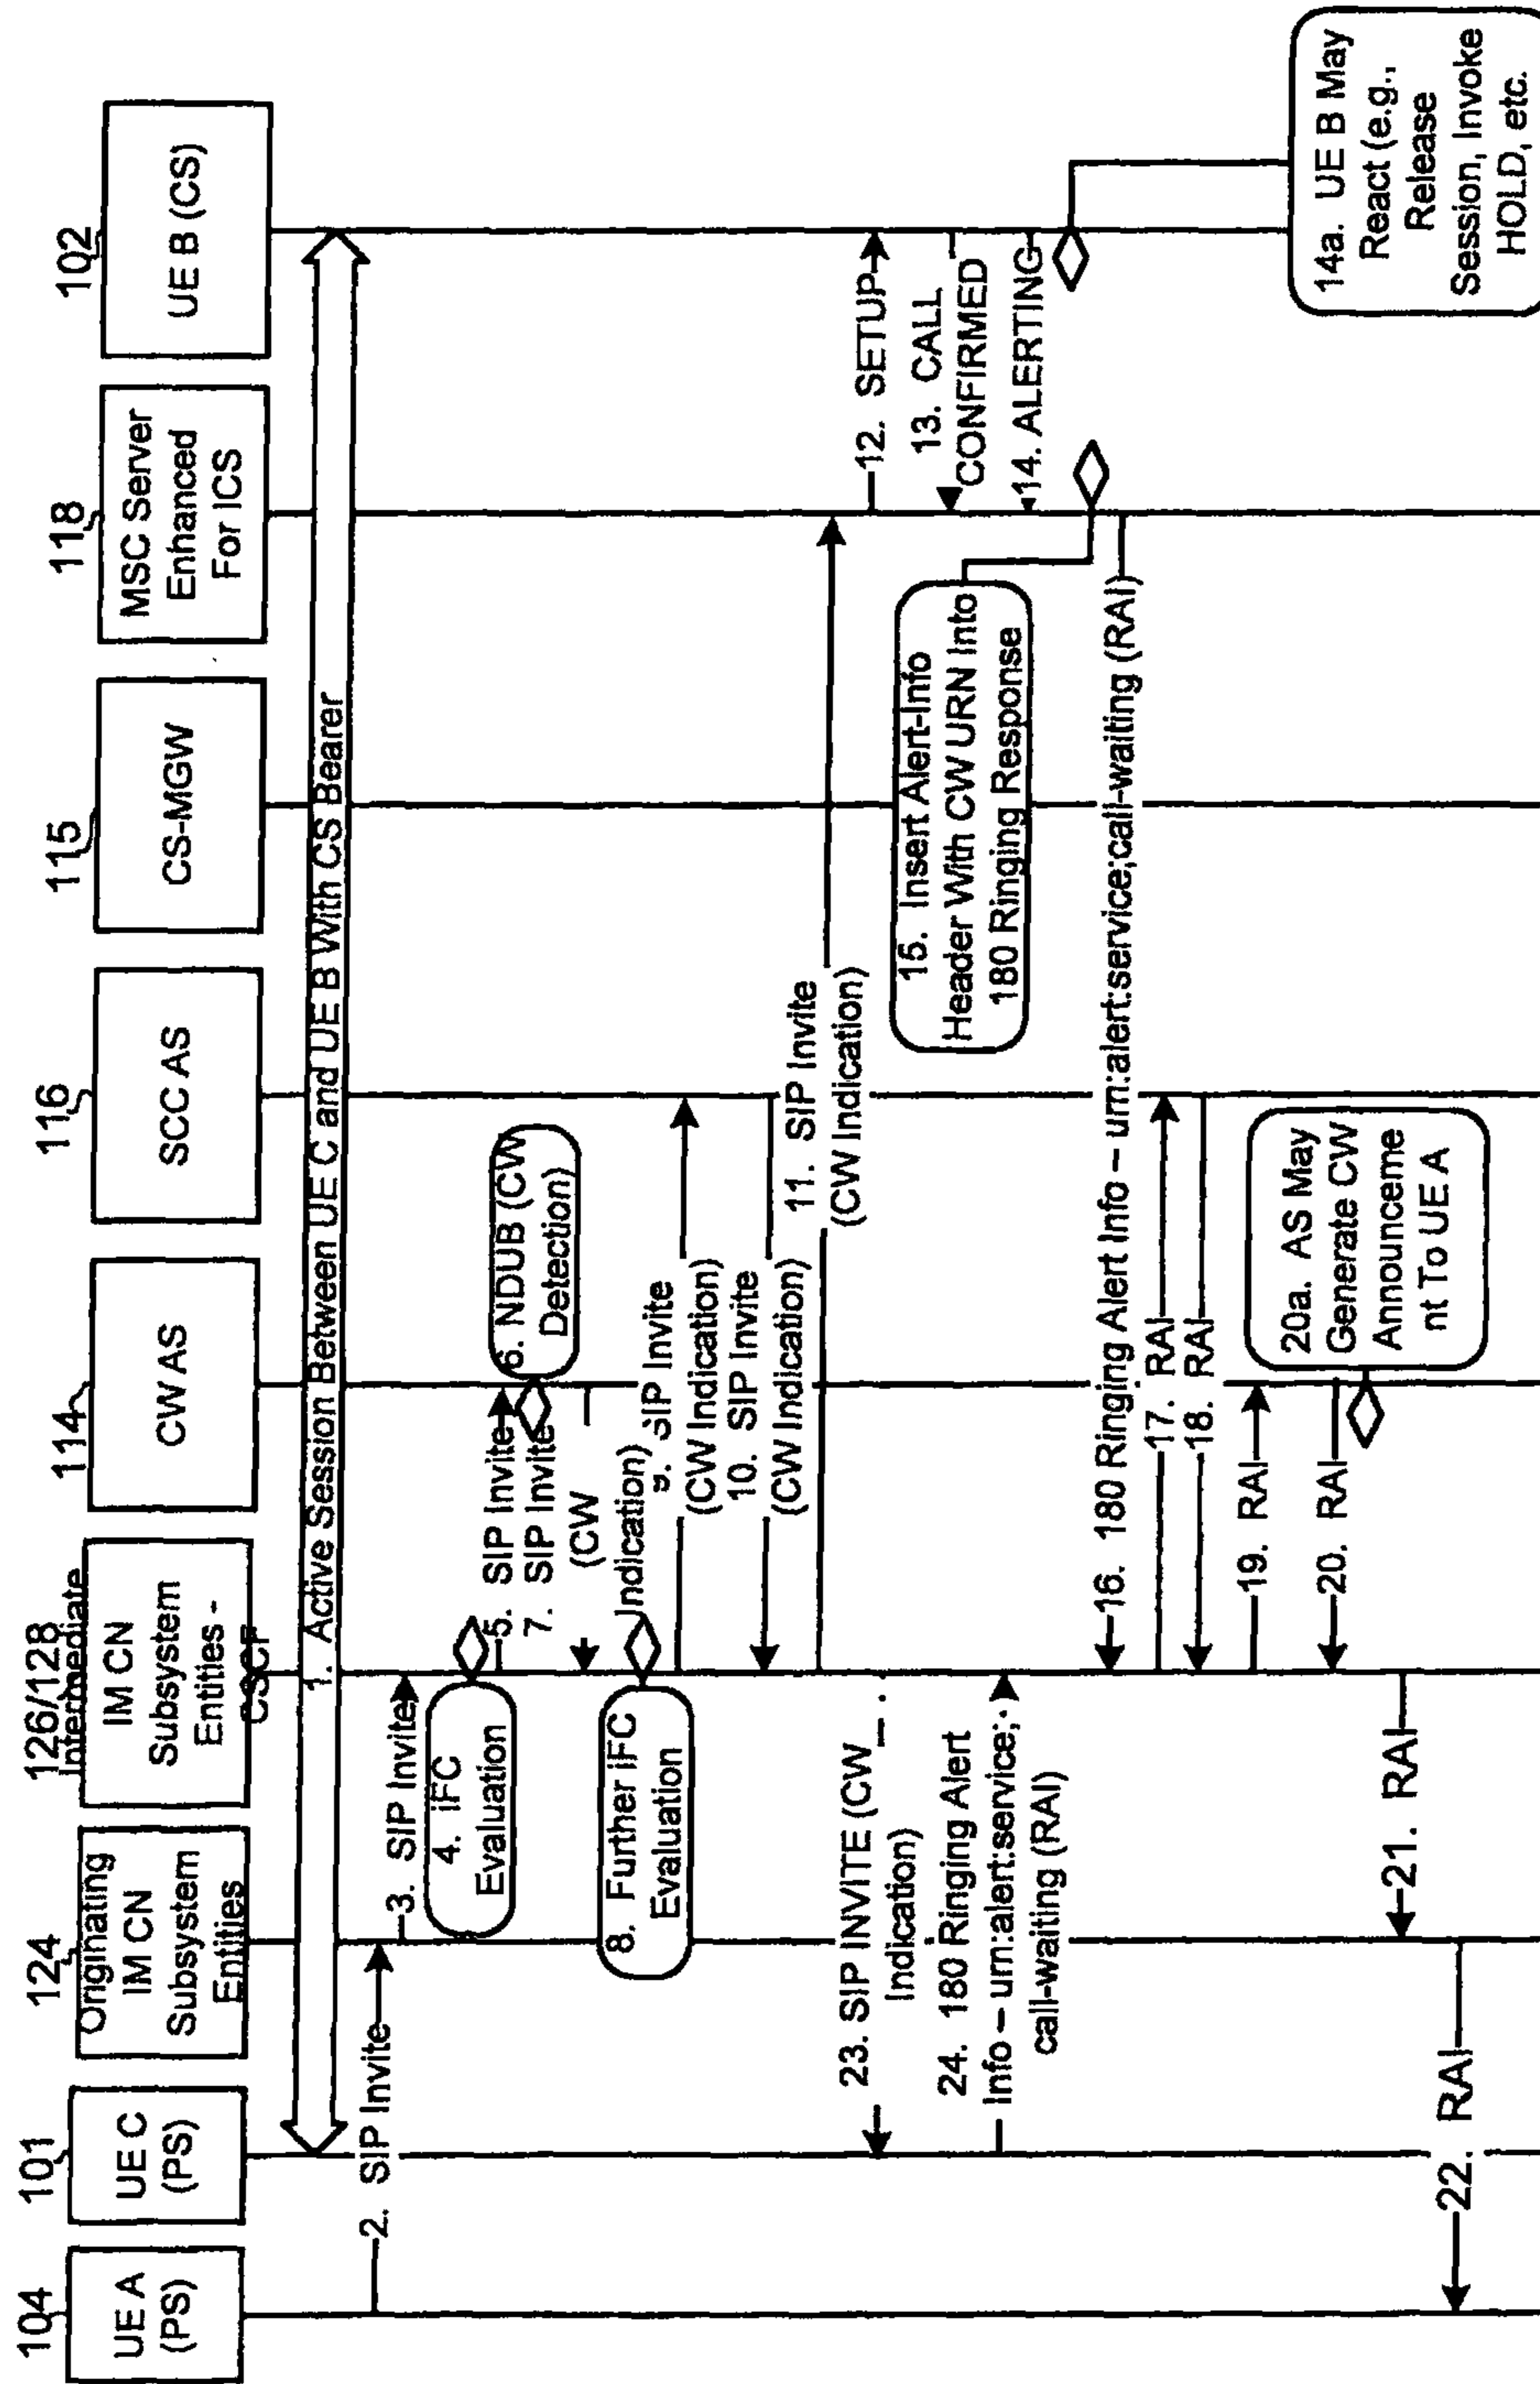 104
UE A
(PS)
101
UE C
(PS)
124
Originating
IM CN
Subsystem
Entities
126/128
Intermediate
IM CN
Subsystem
Entities -
CSCF
114
CW AS
116
SCC AS
115
CS-MGW
118
MSC Server
Enhanced
For ICS
102
UE B (CS)
1. Active Session Between UE C and UE B With CS Bearer
2. SIP Invite
3. SIP Invite
4. iFC
Evaluation
5. SIP Invite
6. NDUB (CW
Detection)
7. SIP Invite
(CW
Indication)
8. Further iFC
Evaluation
9. SIP Invite
(CW Indication)
10. SIP Invite
(CW Indication)
11. SIP Invite
(CW Indication)
12. SETUP
13. CALL
CONFIRMED
14. ALERTING
14a. UE B May
React (e.g.,
Release
Session, Invoke
HOLD, etc.
15. Insert Alert-Info
Header With CW URN Into
180 Ringing Response
23. SIP INVITE (CW
Indication)
24. 180 Ringing Alert
Info – urn:alert:service;
call-waiting (RAI)
16. 180 Ringing Alert Info – urn:alert:service;call-waiting (RAI)
17. RAI
18. RAI
19. RAI
20. RAI
20a. AS May
Generate CW
Announceme
nt To UE A
21. RAI
22. RAI